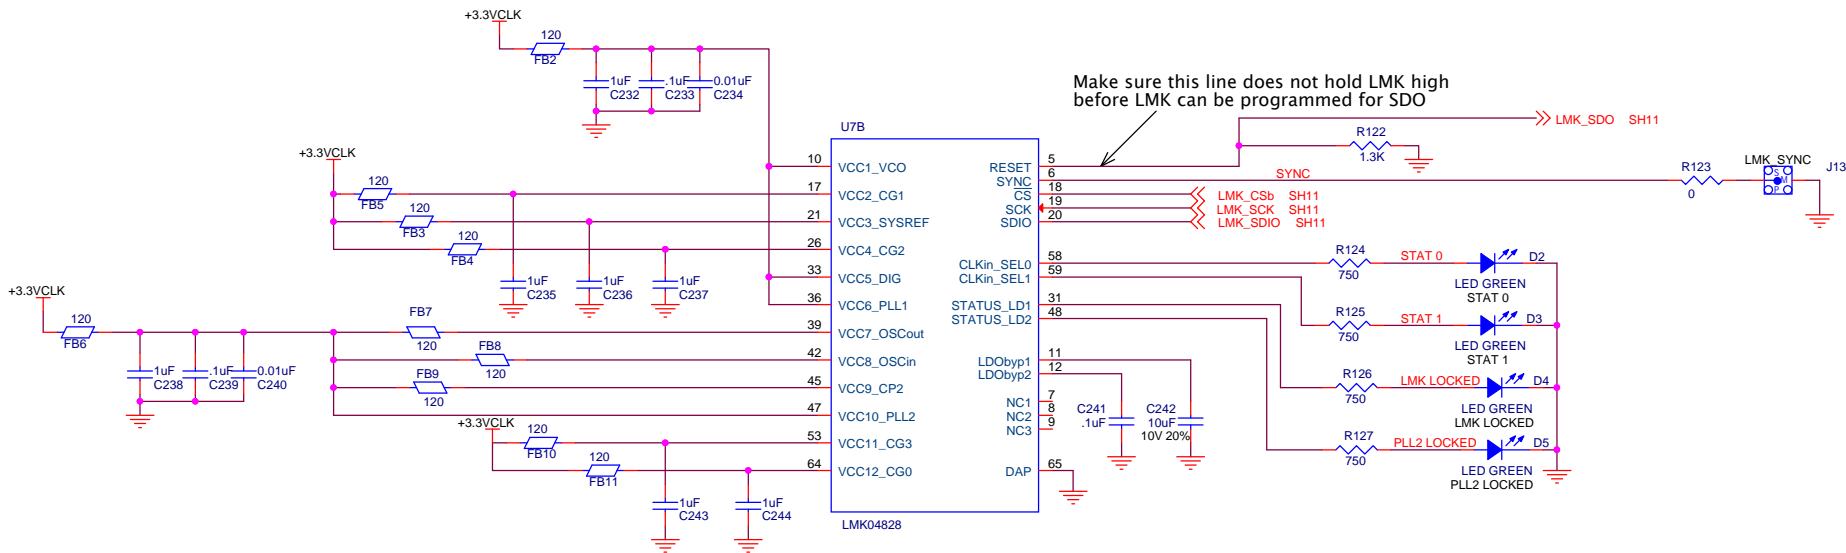 +3.3VCLK
120
FB2
1uF
C232
.1uF
C233
0.01uF
C234
Make sure this line does not hold LMK high
before LMK can be programmed for SDO
U7B
LMK_SDO SH11
R122
1.3K
+3.3VCLK
120
FB5
120
FB3
120
FB4
1uF
C235
1uF
C236
1uF
C237
10 VCC1_VCO
17 VCC2_CG1
21 VCC3_SYSREF
26 VCC4_CG2
33 VCC5_DIG
36 VCC6_PLL1
39 VCC7_OSCout
42 VCC8_OSCin
45 VCC9_CP2
47 VCC10_PLL2
53 VCC11_CG3
64 VCC12_CG0
RESET 5
SYNC 6
CS 18
SCK 19
SDIO 20
CLKin_SEL0 58
CLKin_SEL1 59
STATUS_LD1 31
STATUS_LD2 48
LDObyp1 11
LDObyp2 12
NC1 7
NC2 8
NC3 9
DAP 65
LMK04828
SYNC
R123
0
LMK_SYNC
J13
S
M
P
LMK_CSb SH11
LMK_SCK SH11
LMK_SDIO SH11
R124
750
STAT 0
D2
LED GREEN
STAT 0
R125
750
STAT 1
D3
LED GREEN
STAT 1
R126
750
LMK LOCKED
D4
LED GREEN
LMK LOCKED
R127
750
PLL2 LOCKED
D5
LED GREEN
PLL2 LOCKED
C241
.1uF
C242
10uF
10V 20%
+3.3VCLK
120
FB6
1uF
C238
.1uF
C239
0.01uF
C240
FB7
120
FB8
120
FB9
120
+3.3VCLK
120
FB10
120
FB11
1uF
C243
1uF
C244